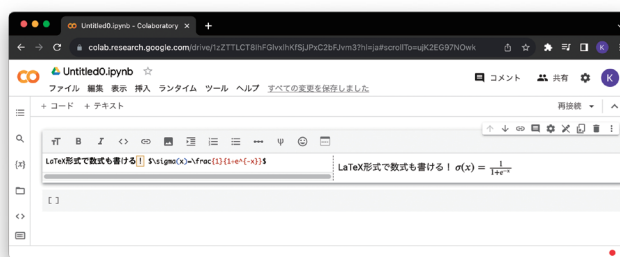 Untitled0.ipynb - Colaboratory
colab.research.google.com/drive/1zTTLCT8lhFGlvxlhKfSjJPxC2bFJvrm3?hl=ja#scrollTo=ujK2EG97NOwk
K
Untitled0.ipynb
ファイル 編集 表示 挿入 ランタイム ツール ヘルプ すべての変更を保存しました
コメント 共有 K
+ コード + テキスト 再接続
LaTeX形式で数式も書ける！ $\sigma(x)=\frac{1}{1+e^{-x}}$
LaTeX形式で数式も書ける！ σ(x) = 1/(1+e^{-x})
{x}
[ ]